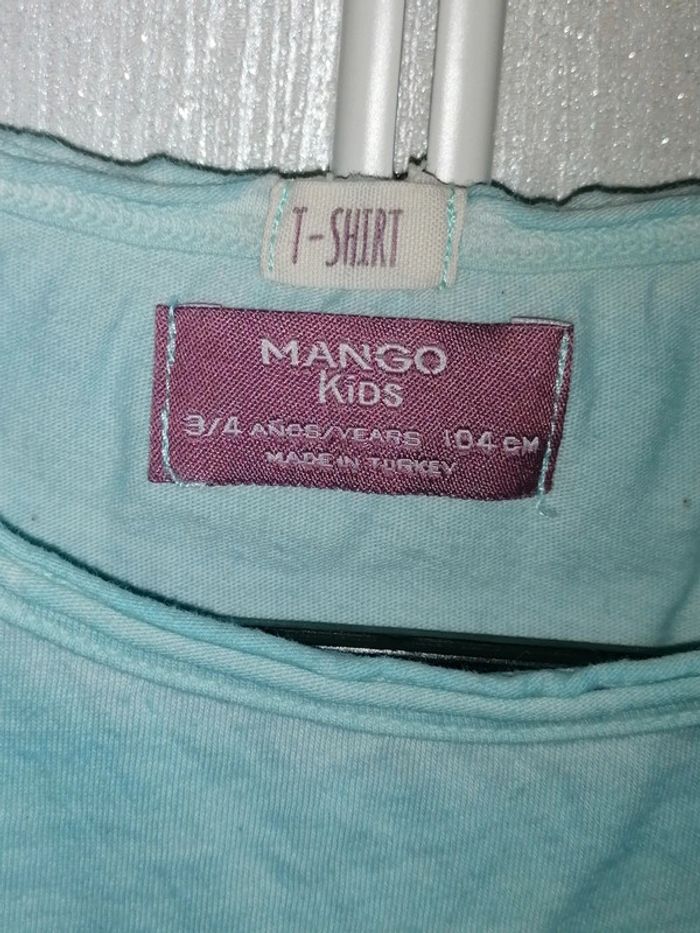 T-SHIRT
MANGO
KIDS
3/4 AÑOS/YEARS 104 CM
MADE IN TURKEY